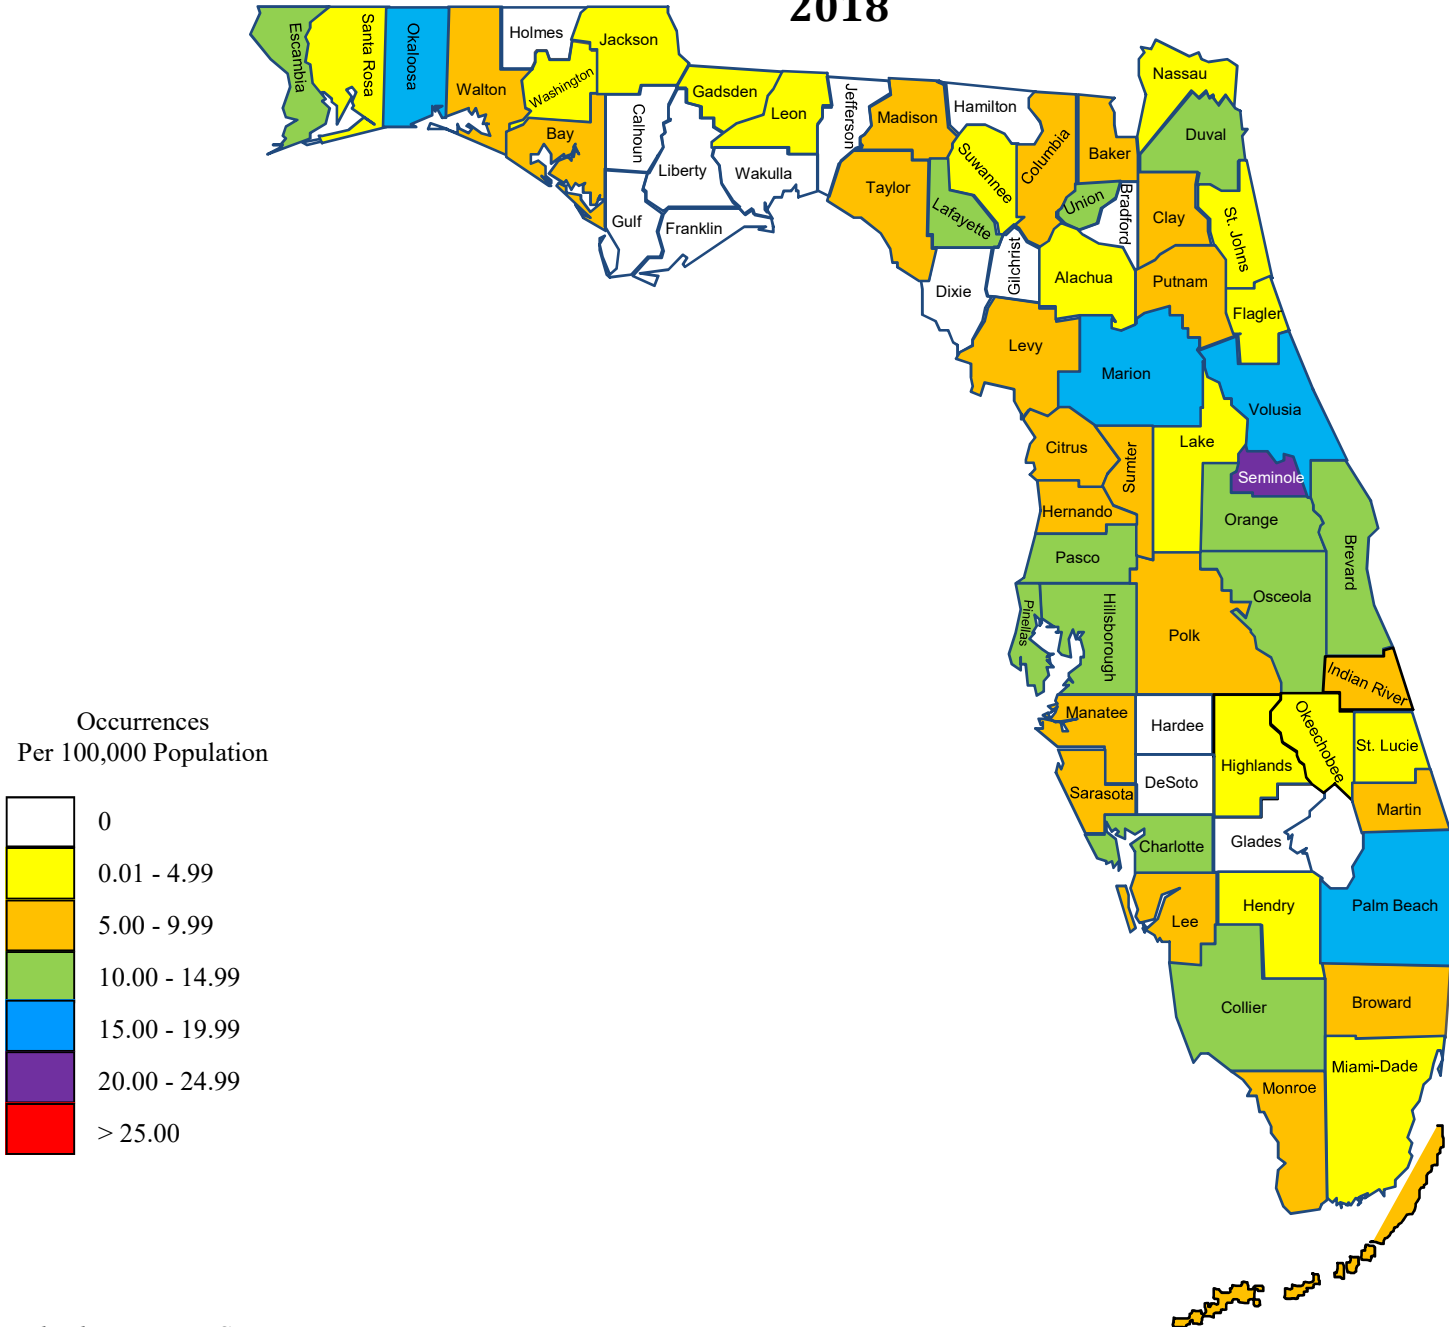 2018
Escambia
Santa Rosa
Okaloosa
Walton
Holmes
Washington
Jackson
Bay
Calhoun
Gulf
Liberty
Franklin
Gadsden
Leon
Wakulla
Jefferson
Madison
Taylor
Hamilton
Suwannee
Lafayette
Columbia
Baker
Union
Bradford
Nassau
Duval
Clay
St. Johns
Gilchrist
Dixie
Alachua
Putnam
Flagler
Levy
Marion
Volusia
Citrus
Sumter
Lake
Seminole
Hernando
Orange
Pasco
Brevard
Pinellas
Hillsborough
Polk
Osceola
Indian River
Manatee
Hardee
Highlands
Okeechobee
St. Lucie
Sarasota
DeSoto
Martin
Charlotte
Glades
Lee
Hendry
Palm Beach
Collier
Broward
Monroe
Miami-Dade
Occurrences
Per 100,000 Population
0
0.01 - 4.99
5.00 - 9.99
10.00 - 14.99
15.00 - 19.99
20.00 - 24.99
> 25.00